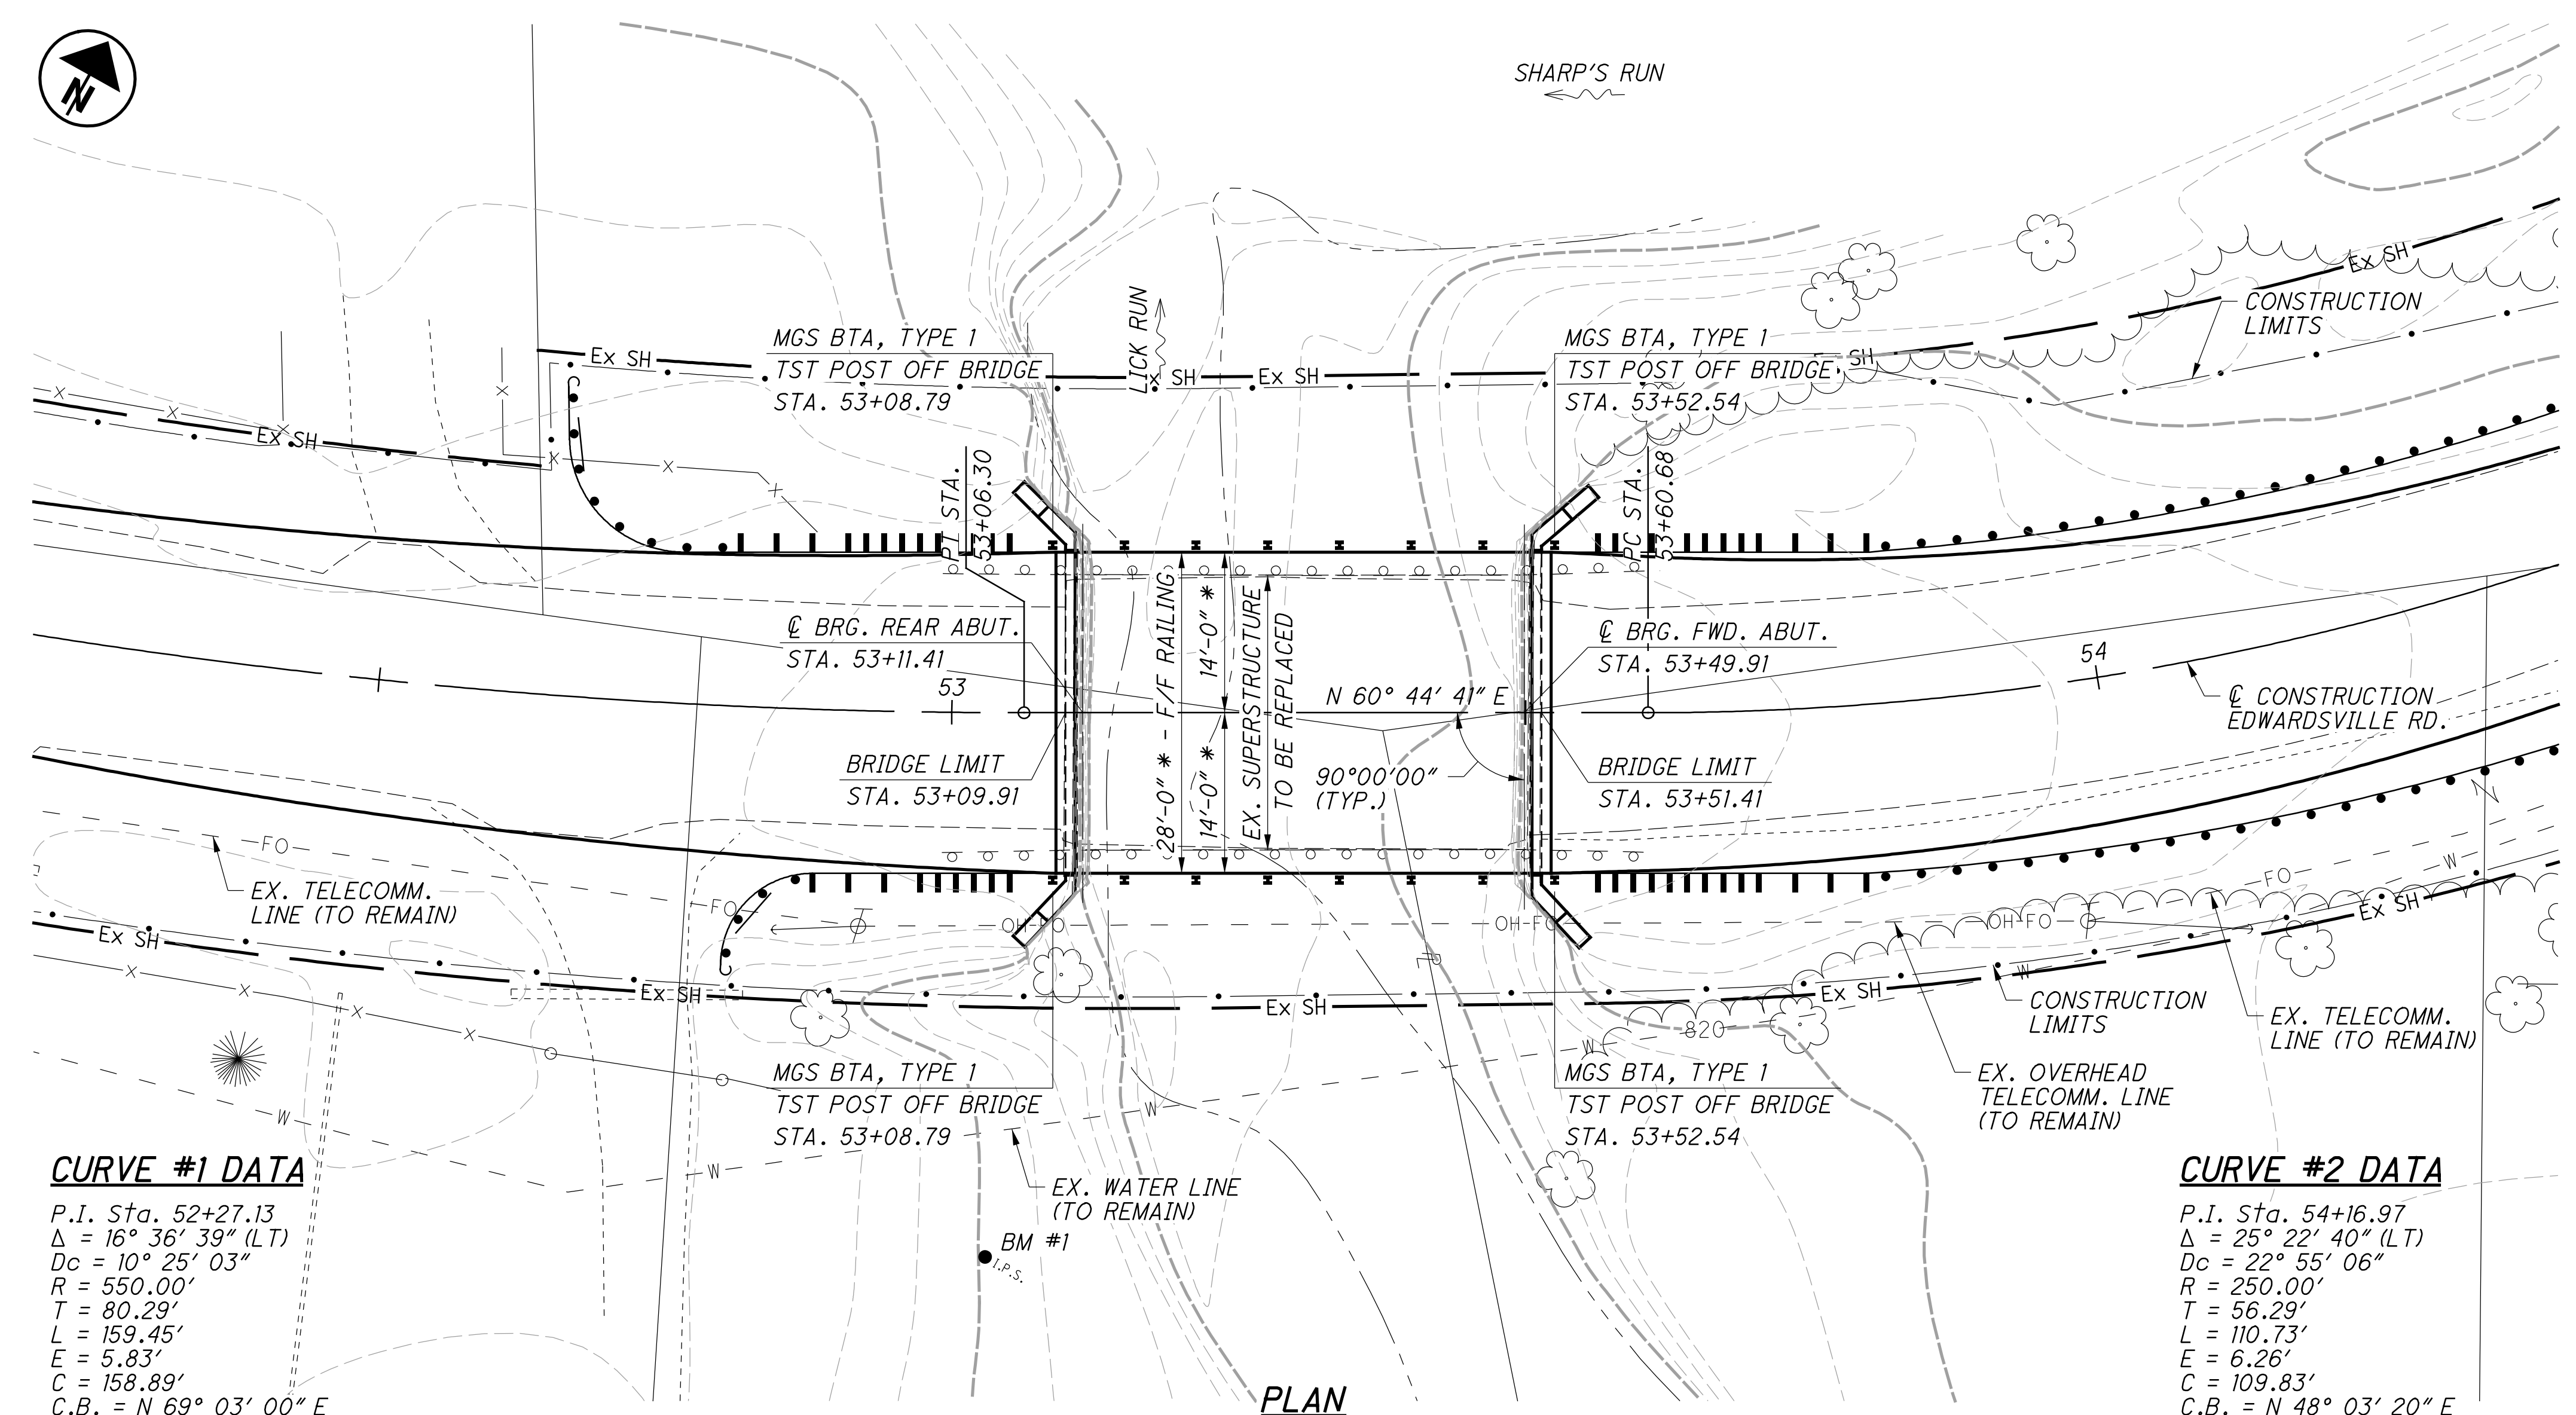 N
SHARP'S RUN
LICK RUN
MGS BTA, TYPE 1
TST POST OFF BRIDGE
STA. 53+08.79
MGS BTA, TYPE 1
TST POST OFF BRIDGE
STA. 53+52.54
CONSTRUCTION
LIMITS
Ex SH
Ex SH
Ex SH
Ex SH
Ex SH
SH
X
X
X
X
X
X
X
PT STA.
53+06.30
PC STA.
53+60.68
℄ BRG. REAR ABUT.
STA. 53+11.41
53
28'-0" * - F/F RAILING
14'-0" *
14'-0" *
EX. SUPERSTRUCTURE
TO BE REPLACED
N 60° 44' 41" E
℄ BRG. FWD. ABUT.
STA. 53+49.91
54
℄ CONSTRUCTION
EDWARDSVILLE RD.
BRIDGE LIMIT
STA. 53+09.91
90°00'00"
(TYP.)
BRIDGE LIMIT
STA. 53+51.41
FO
EX. TELECOMM.
LINE (TO REMAIN)
FO
OH-FO
OH-FO
OH-FO
FO
W
Ex SH
Ex SH
Ex SH
Ex SH
Ex SH
W
X
X
X
X
820
W
CONSTRUCTION
LIMITS
EX. TELECOMM.
LINE (TO REMAIN)
EX. OVERHEAD
TELECOMM. LINE
(TO REMAIN)
MGS BTA, TYPE 1
TST POST OFF BRIDGE
STA. 53+08.79
MGS BTA, TYPE 1
TST POST OFF BRIDGE
STA. 53+52.54
W
W
W
EX. WATER LINE
(TO REMAIN)
BM #1
I.P.S.
CURVE #1 DATA
P.I. Sta. 52+27.13
Δ = 16° 36' 39" (LT)
Dc = 10° 25' 03"
R = 550.00'
T = 80.29'
L = 159.45'
E = 5.83'
C = 158.89'
C.B. = N 69° 03' 00" E
CURVE #2 DATA
P.I. Sta. 54+16.97
Δ = 25° 22' 40" (LT)
Dc = 22° 55' 06"
R = 250.00'
T = 56.29'
L = 110.73'
E = 6.26'
C = 109.83'
C.B. = N 48° 03' 20" E
PLAN